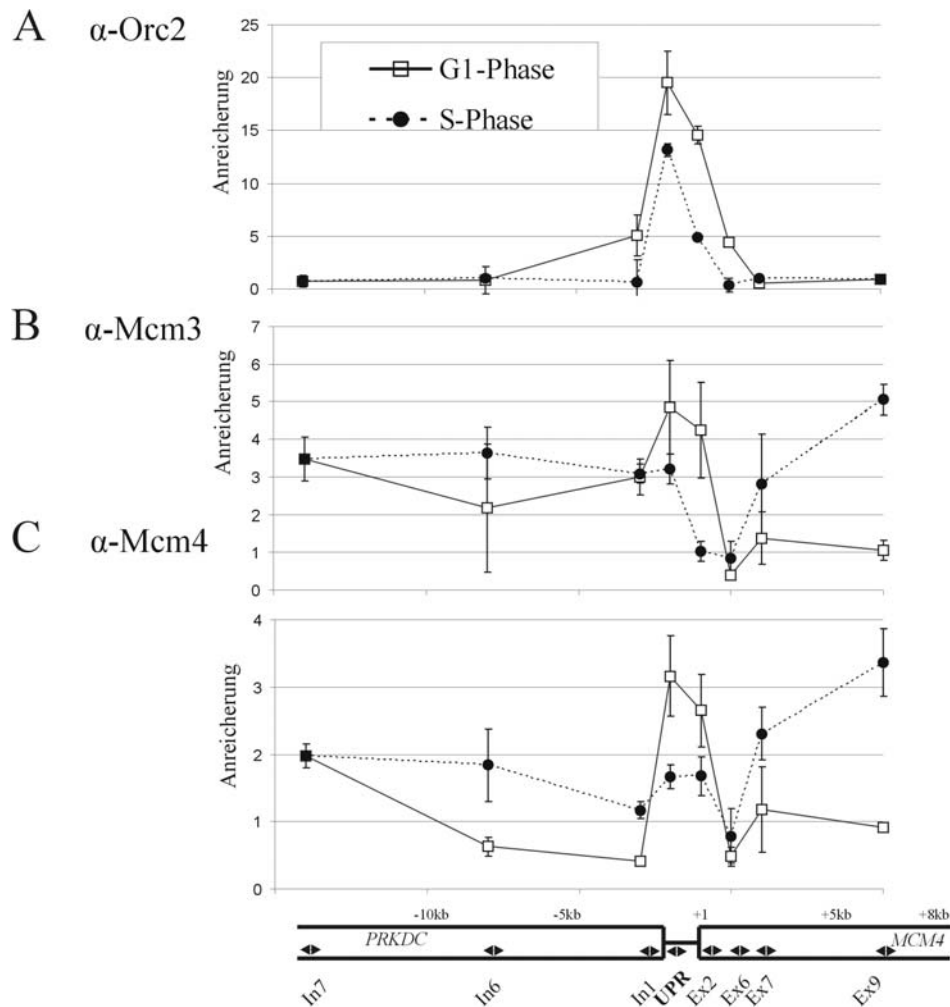 A α-Orc2
G1-Phase
S-Phase
Anreicherung
25
20
15
10
5
0
B α-Mcm3
Anreicherung
7
6
5
4
3
2
1
0
C α-Mcm4
Anreicherung
4
3
2
1
0
-10kb -5kb +1 +5kb +8kb
PRKDC MCM4
In7 In6 In1 UPR Ex2 Ex6 Ex7 Ex9